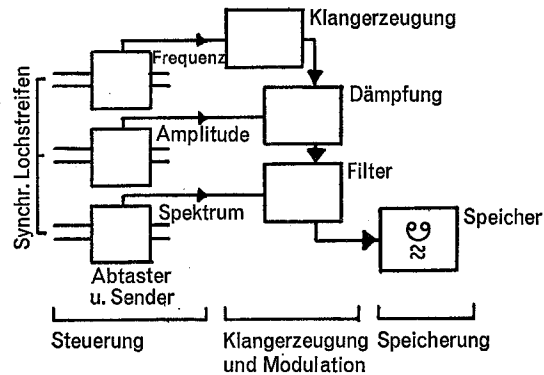 Klangerzeugung
Frequenz
Dämpfung
Amplitude
Filter
Spektrum
Speicher
Synchr. Lochstreifen
Abtaster
u. Sender
Steuerung
Klangerzeugung
und Modulation
Speicherung